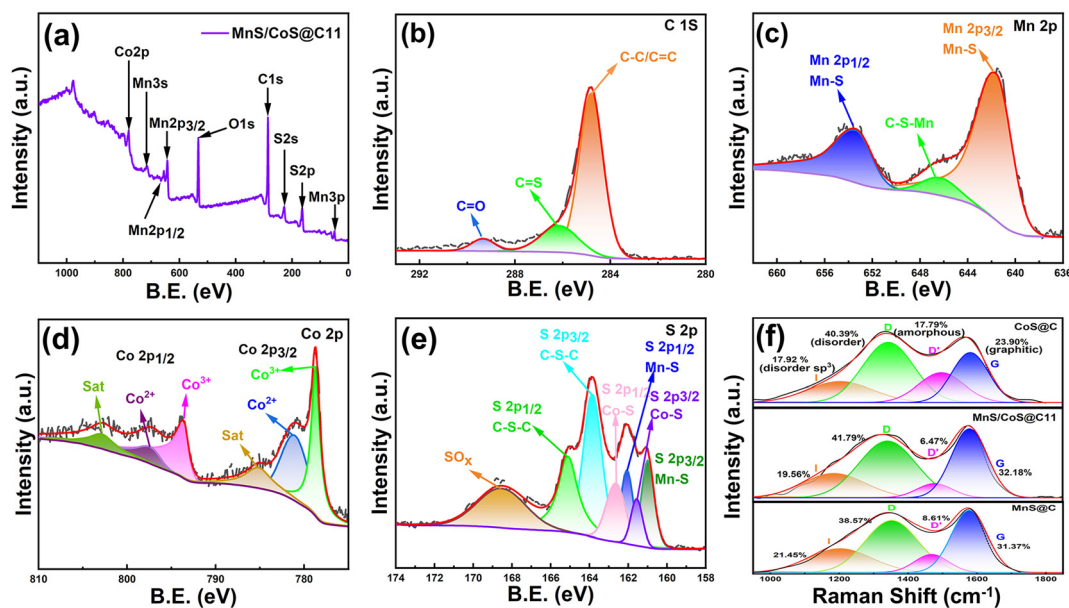 (a)
MnS/CoS@C11
Co2p
Mn3s
Mn2p3/2
Mn2p1/2
O1s
C1s
S2s
S2p
Mn3p
Intensity (a.u.)
1000 800 600 400 200 0
B.E. (eV)
(b)
C 1S
C-C/C=C
C=S
C=O
Intensity (a.u.)
292 288 284 280
B.E. (eV)
(c)
Mn 2p
Mn 2p3/2
Mn-S
Mn 2p1/2
Mn-S
C-S-Mn
Intensity (a.u.)
660 656 652 648 644 640 636
B.E. (eV)
(d)
Co 2p
Co 2p1/2
Co 2p3/2
Co3+
Co3+
Co2+
Co2+
Sat
Sat
Intensity (a.u.)
810 800 790 780
B.E. (eV)
(e)
S 2p
S 2p3/2
C-S-C
S 2p1/2
Mn-S
S 2p1/2
Co-S
S 2p3/2
Co-S
S 2p1/2
C-S-C
S 2p3/2
Mn-S
SOx
Intensity (a.u.)
174 172 170 168 166 164 162 160 158
B.E. (eV)
(f)
CoS@C
17.92 %
(disorder sp3)
I
40.39%
(disorder)
D
17.79%
(amorphous)
D'
23.90%
(graphitic)
G
MnS/CoS@C11
19.56%
I
41.79%
D
6.47%
D'
G
32.18%
MnS@C
21.45%
I
38.57%
D
8.61%
D'
G
31.37%
Intensity (a.u.)
1000 1200 1400 1600 1800
Raman Shift (cm-1)